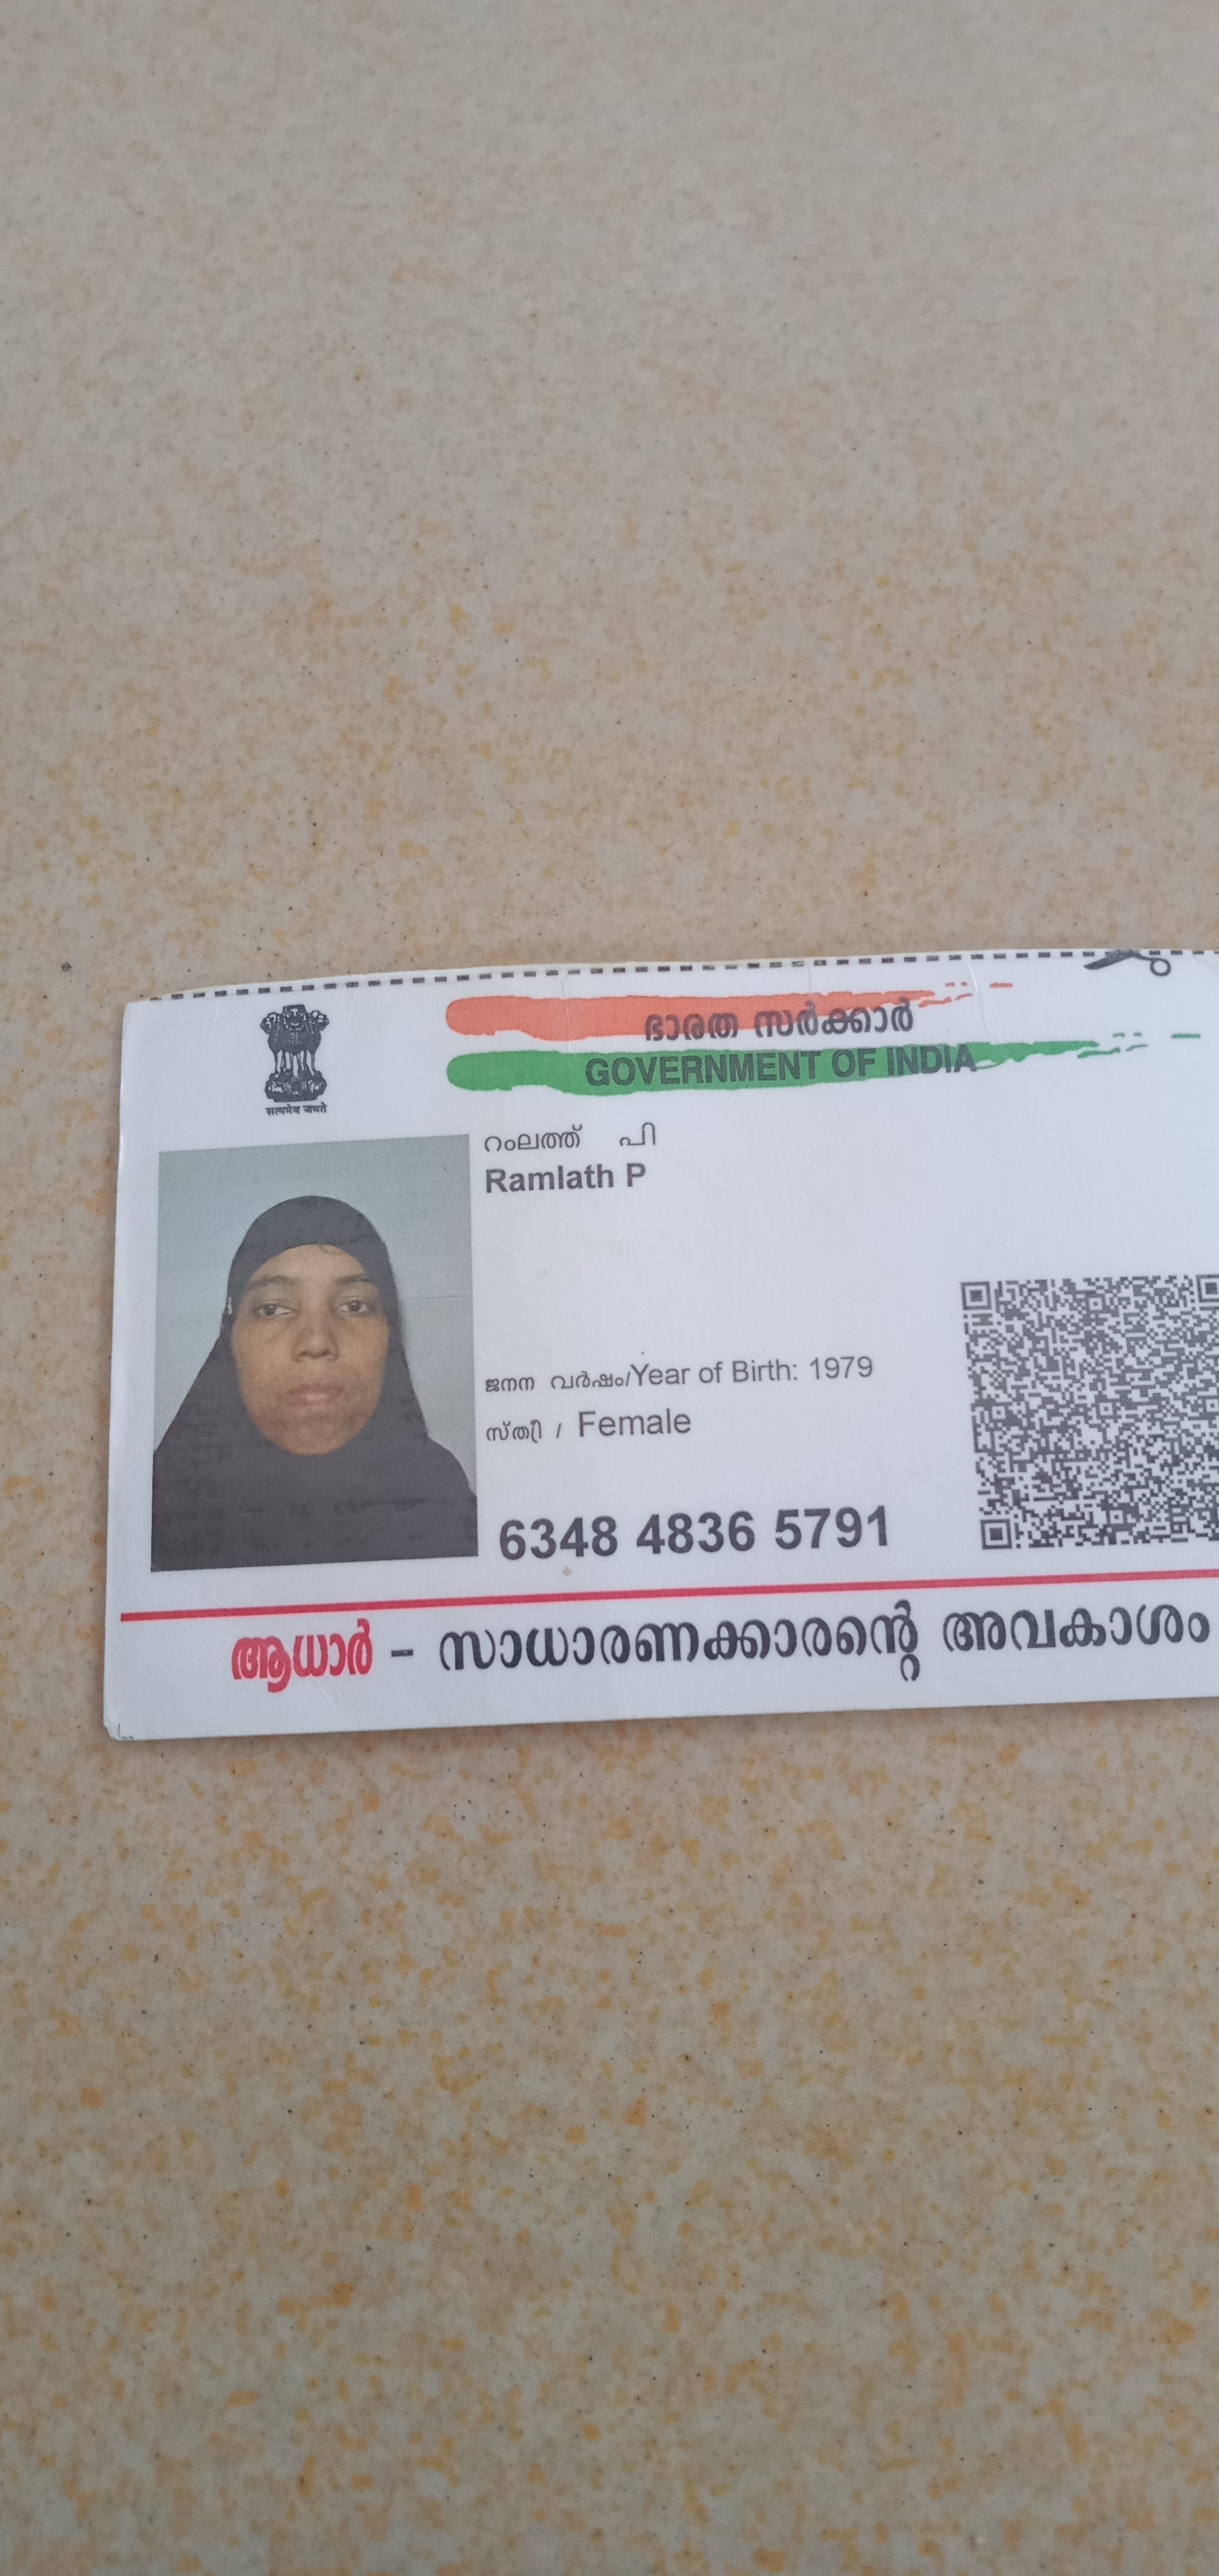 ഭാരത സർക്കാർ
GOVERNMENT OF INDIA
सत्यमेव जयते
റംലത്ത് പി
Ramlath P
ജനന വർഷം/Year of Birth: 1979
സ്ത്രീ / Female
6348 4836 5791
ആധാർ - സാധാരണക്കാരന്റെ അവകാശം